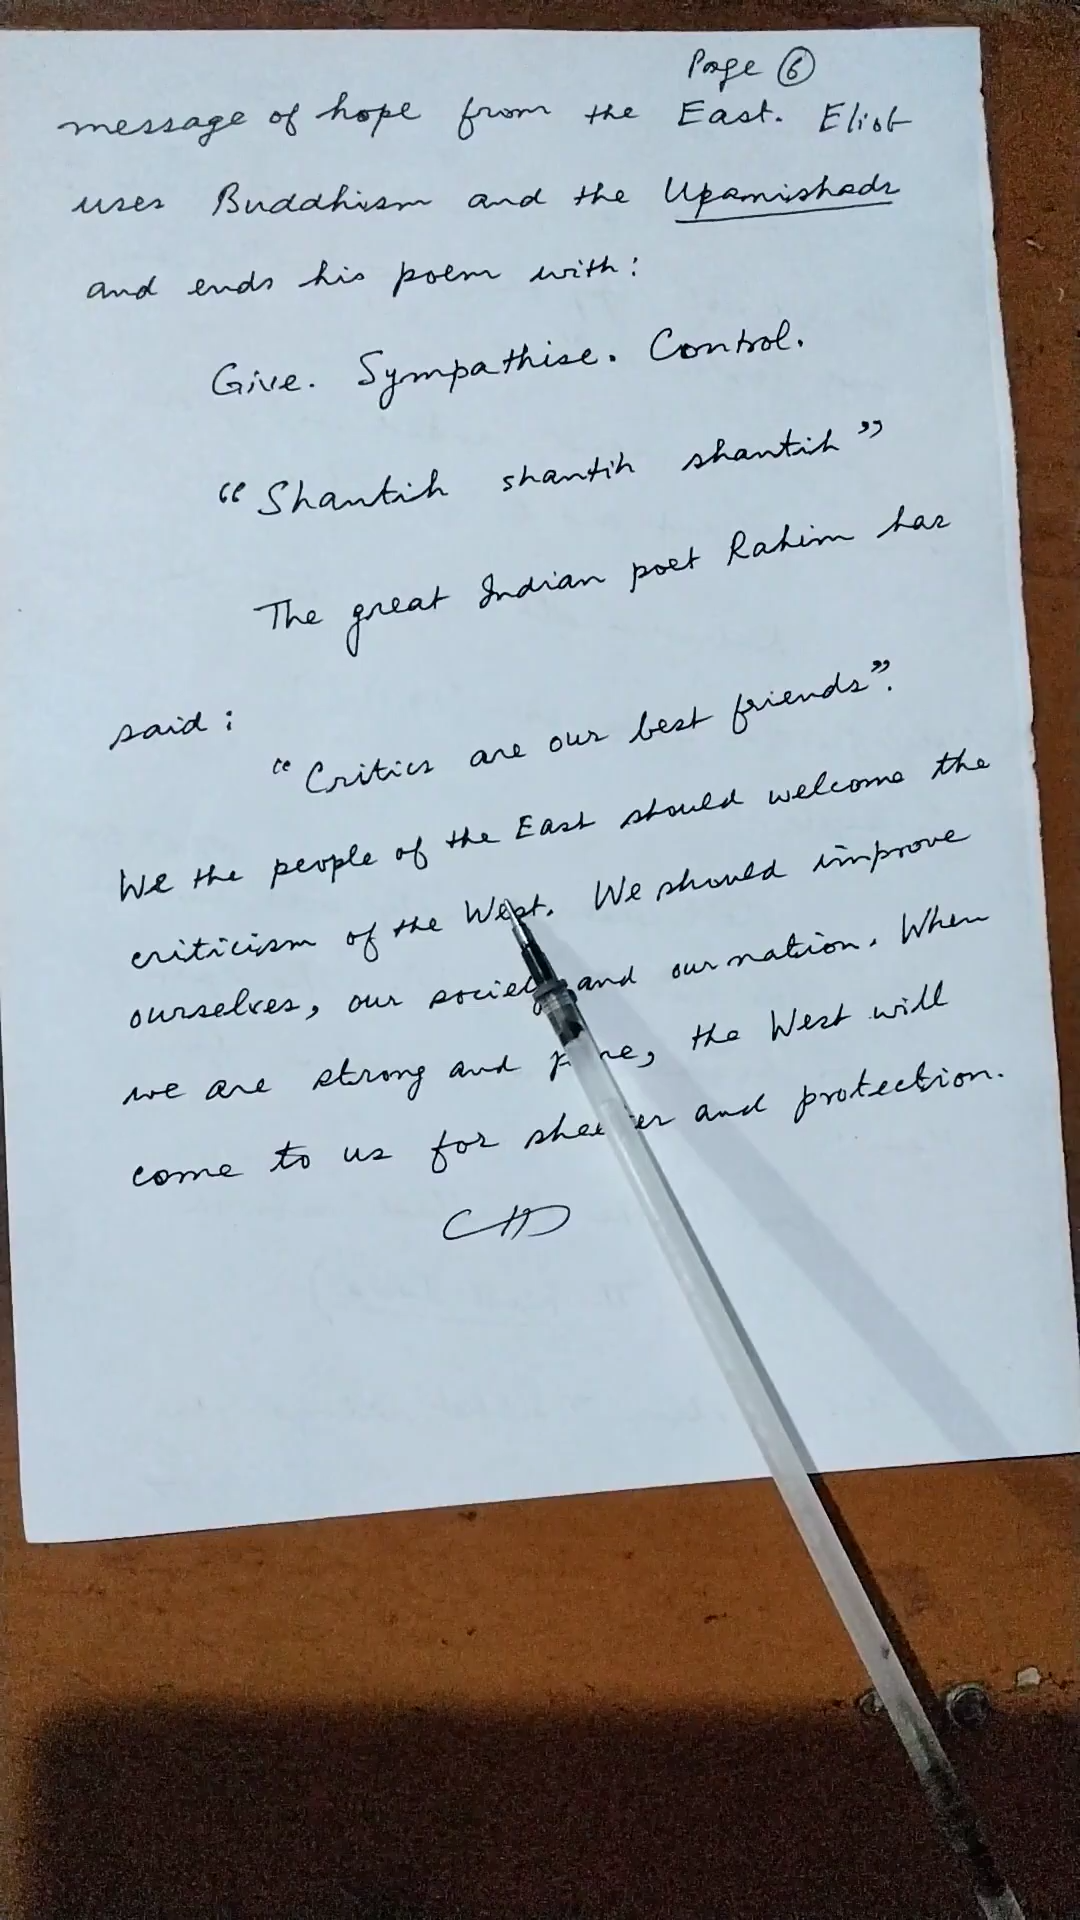 Page 6
message of hope from the East. Eliot
uses Buddhism and the Upanishads
and ends his poem with:
Give. Sympathise. Control.
"Shantih shantih shantih"
The great Indian poet Rahim has
said:
"Critics are our best friends".
We the people of the East should welcome the
criticism of the West. We should improve
ourselves, our society and our nation. When
we are strong and, the West will
come to us for shelter and protection.